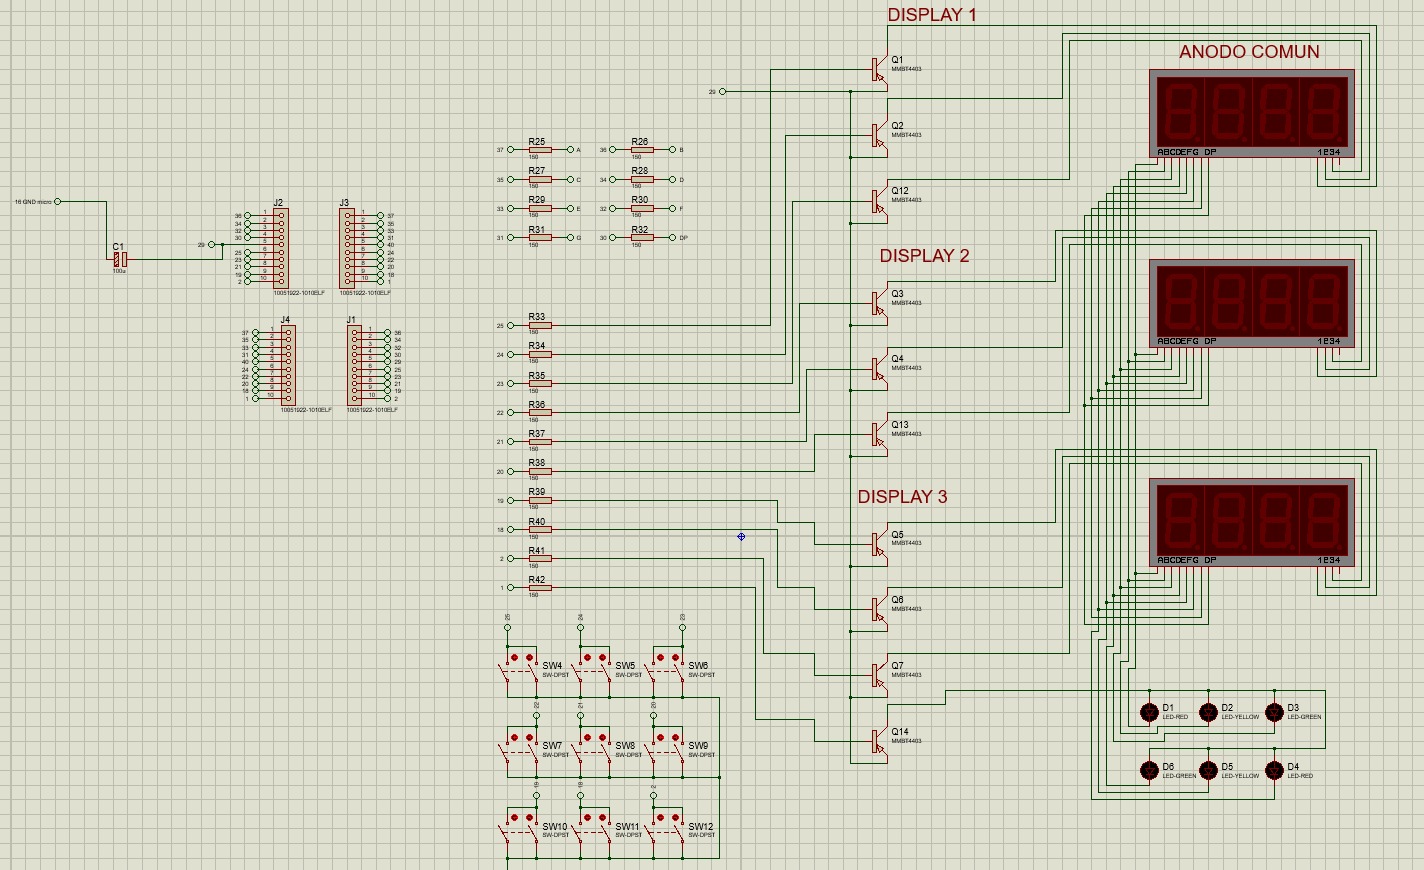 DISPLAY 1
ANODO COMUN
Q1
MMBT4403
29
Q2
MMBT4403
ABCDEFG DP
1234
37 R25 A
150
36 R26 B
150
35 R27 C
150
34 R28 D
150
33 R29 E
150
32 R30 F
150
31 R31 G
150
30 R32 DP
150
Q12
MMBT4403
16 GND micro
C1
100u
29
J2
36 1
34 2
32 3
30 4
5
25 6
23 7
21 8
19 9
2 10
10051922-1010ELF
J3
1 37
2 35
3 33
4 31
5 40
6 24
7 22
8 20
9 18
10 1
10051922-1010ELF
DISPLAY 2
Q3
MMBT4403
J4
37 1
35 2
33 3
31 4
40 5
24 6
22 7
20 8
18 9
1 10
10051922-1010ELF
J1
1 36
2 34
3 32
4 30
5 29
6 25
7 23
8 21
9 19
10 2
10051922-1010ELF
25 R33
150
24 R34
150
23 R35
150
22 R36
150
21 R37
150
20 R38
150
19 R39
150
18 R40
150
2 R41
150
1 R42
150
Q4
MMBT4403
ABCDEFG DP
1234
Q13
MMBT4403
DISPLAY 3
Q5
MMBT4403
ABCDEFG DP
1234
Q6
MMBT4403
Q7
MMBT4403
Q14
MMBT4403
25
24
23
SW4
SW-DPST
SW5
SW-DPST
SW6
SW-DPST
22
21
20
SW7
SW-DPST
SW8
SW-DPST
SW9
SW-DPST
19
18
2
SW10
SW-DPST
SW11
SW-DPST
SW12
SW-DPST
D1
LED-RED
D2
LED-YELLOW
D3
LED-GREEN
D6
LED-GREEN
D5
LED-YELLOW
D4
LED-RED